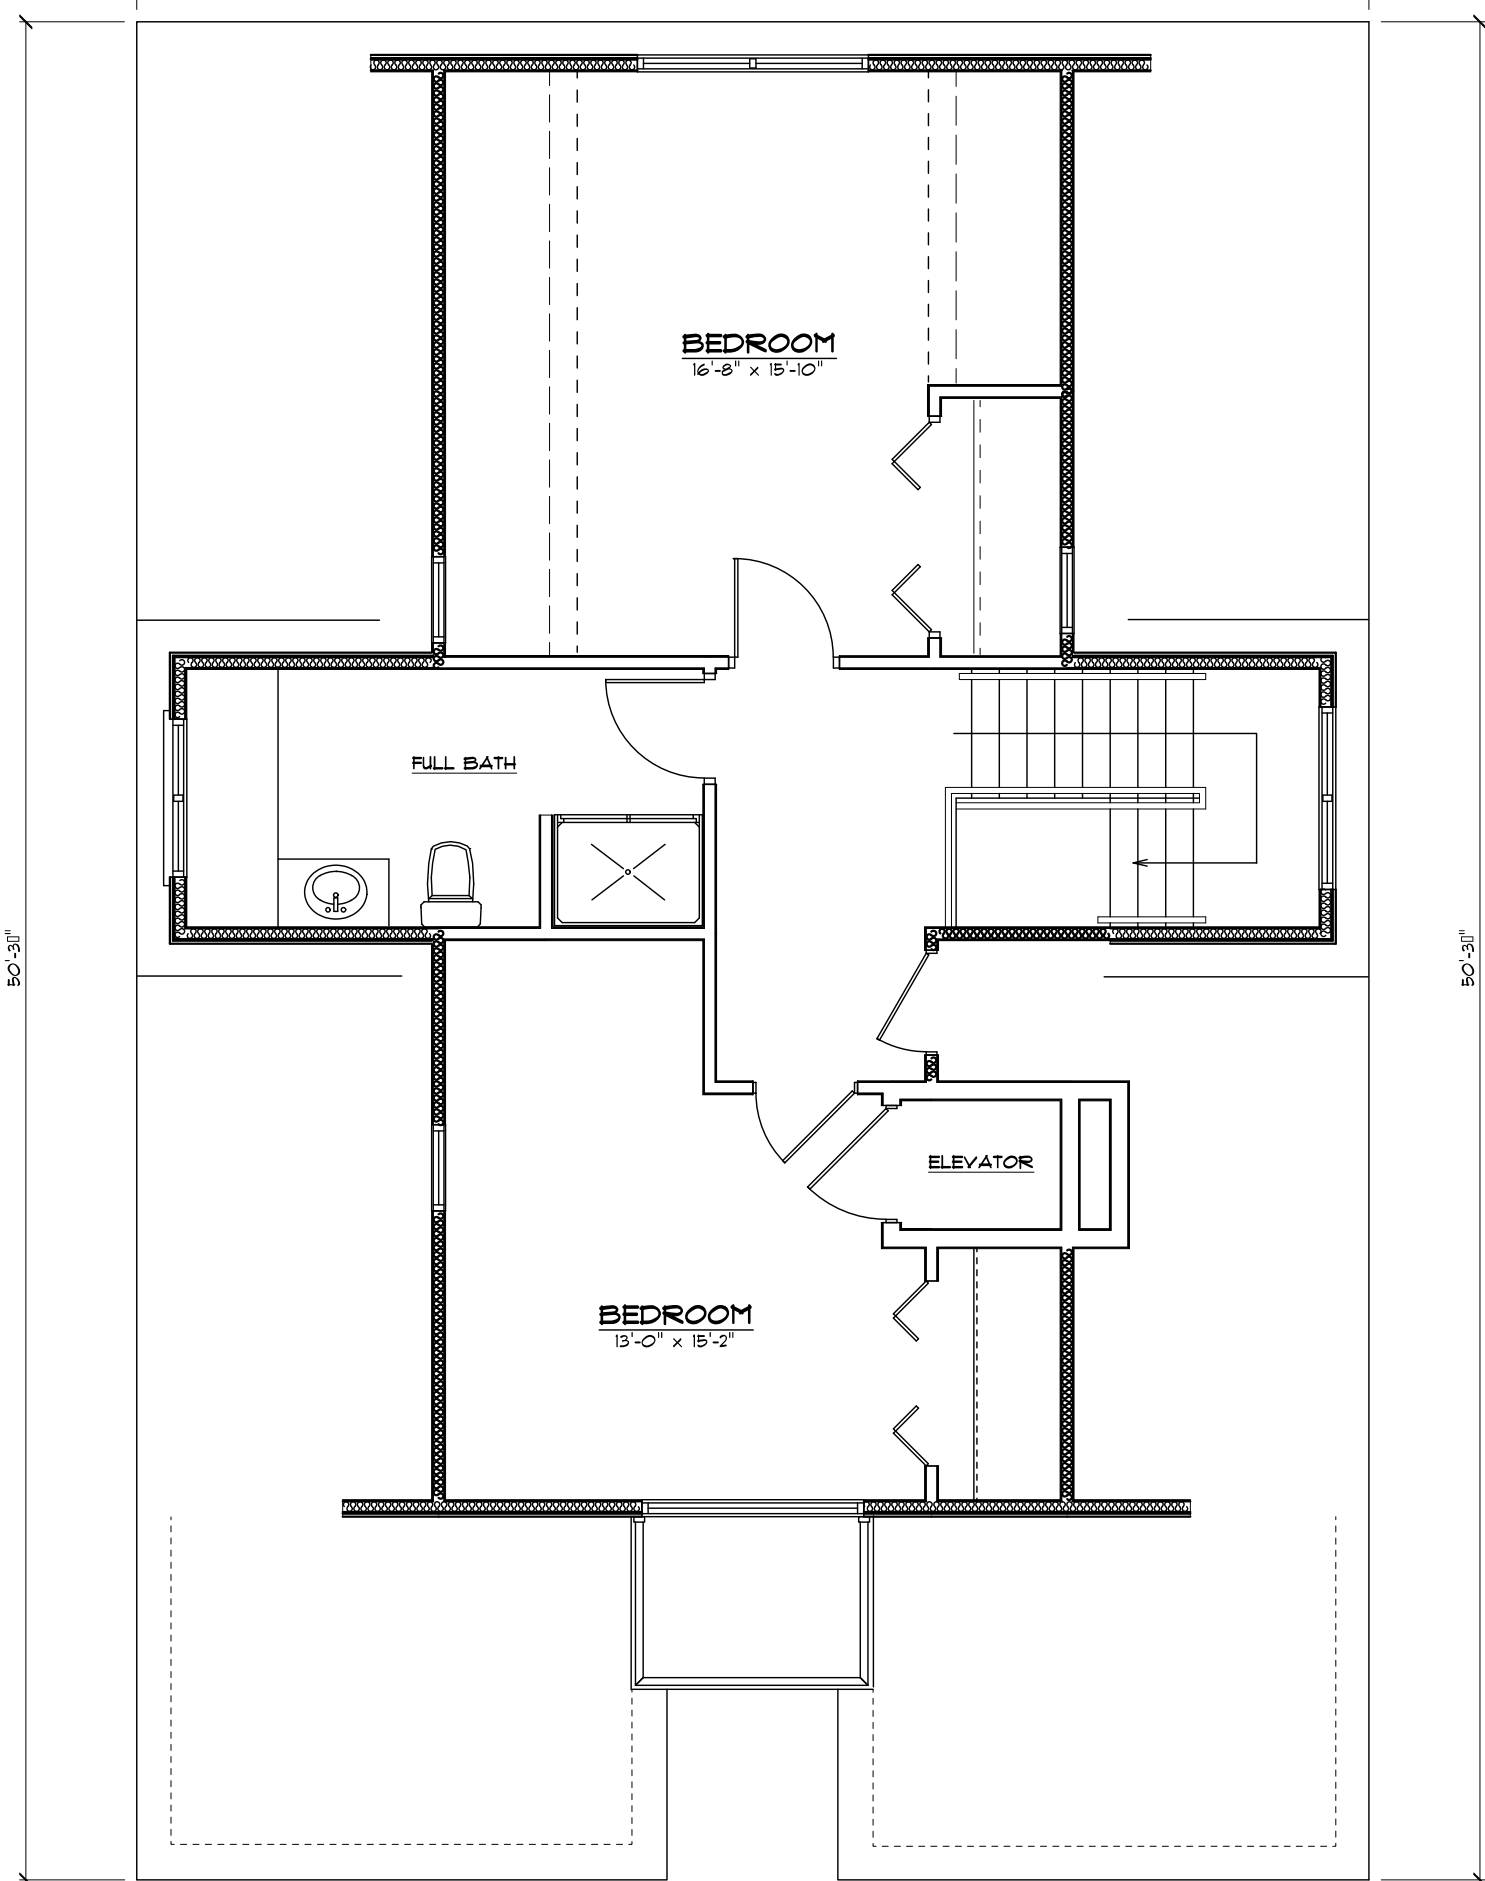 BEDROOM
16'-8" x 15'-10"
FULL BATH
50'-3▯"
50'-3▯"
ELEVATOR
BEDROOM
13'-0" x 15'-2"